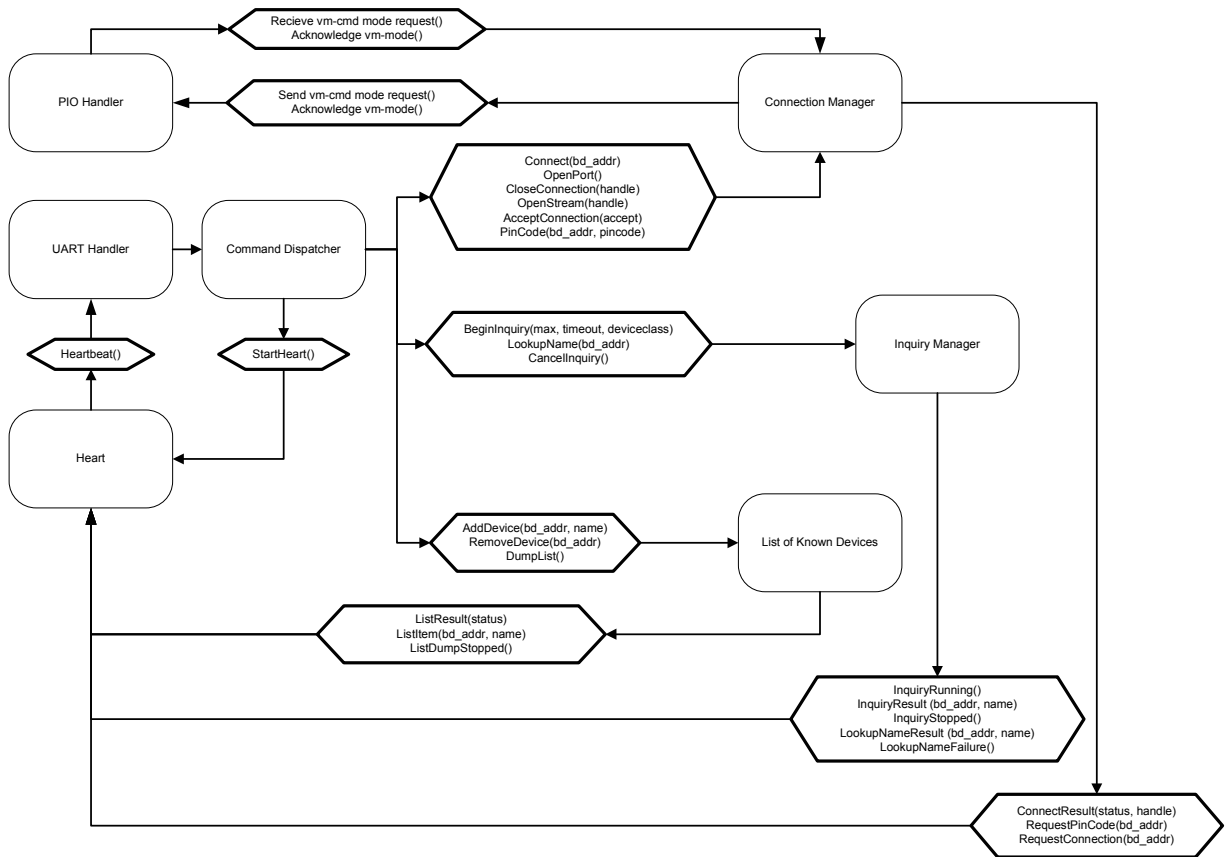 Recieve vm-cmd mode request()
Acknowledge vm-mode()
PIO Handler
Send vm-cmd mode request()
Acknowledge vm-mode()
Connection Manager
Connect(bd_addr)
OpenPort()
CloseConnection(handle)
OpenStream(handle)
AcceptConnection(accept)
PinCode(bd_addr, pincode)
UART Handler
Command Dispatcher
Heartbeat()
StartHeart()
BeginInquiry(max, timeout, deviceclass)
LookupName(bd_addr)
CancelInquiry()
Inquiry Manager
Heart
AddDevice(bd_addr, name)
RemoveDevice(bd_addr)
DumpList()
List of Known Devices
ListResult(status)
ListItem(bd_addr, name)
ListDumpStopped()
InquiryRunning()
InquiryResult (bd_addr, name)
InquiryStopped()
LookupNameResult (bd_addr, name)
LookupNameFailure()
ConnectResult(status, handle)
RequestPinCode(bd_addr)
RequestConnection(bd_addr)